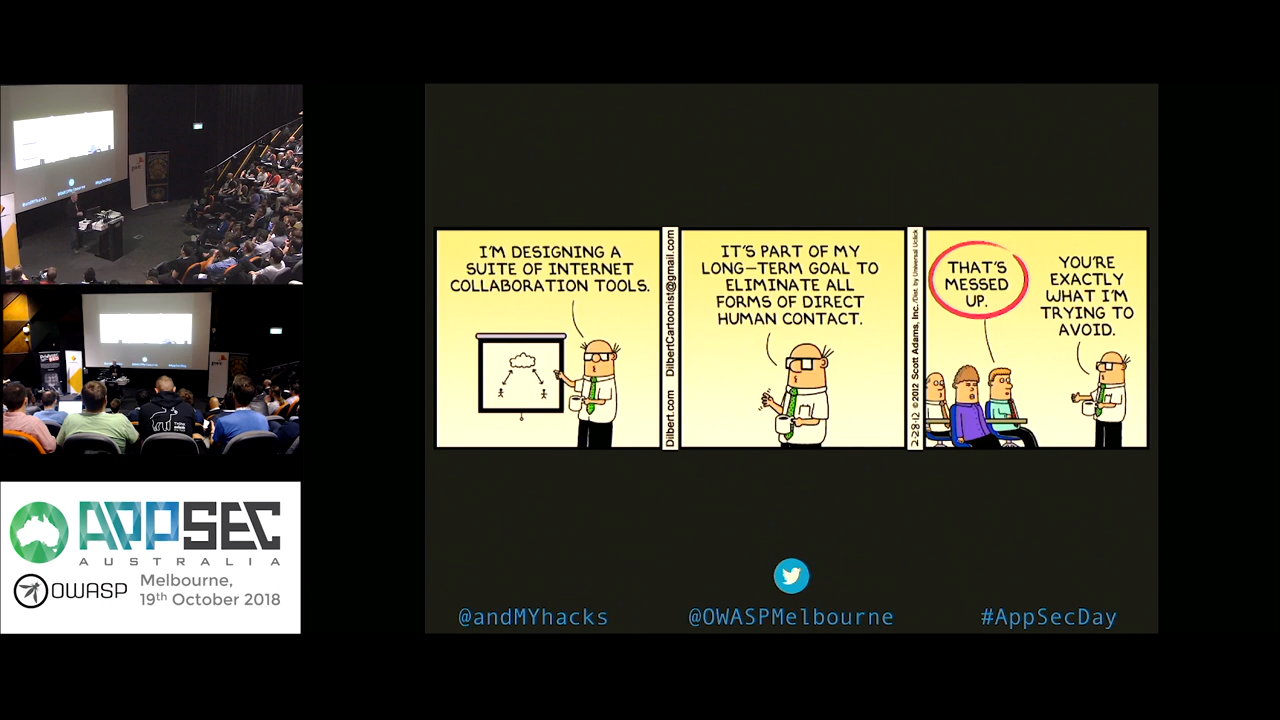 I'M DESIGNING A
SUITE OF INTERNET
COLLABORATION TOOLS.
Dilbert.com DilbertCartoonist@gmail.com
IT'S PART OF MY
LONG-TERM GOAL TO
ELIMINATE ALL
FORMS OF DIRECT
HUMAN CONTACT.
2-28-12 ©2012 Scott Adams, Inc./Dist. by Universal Uclick
THAT'S
MESSED
UP.
YOU'RE
EXACTLY
WHAT I'M
TRYING TO
AVOID.
@andMYhacks
@OWASPMelbourne
#AppSecDay
APPSEC
AUSTRALIA
OWASP
Melbourne,
19th October 2018